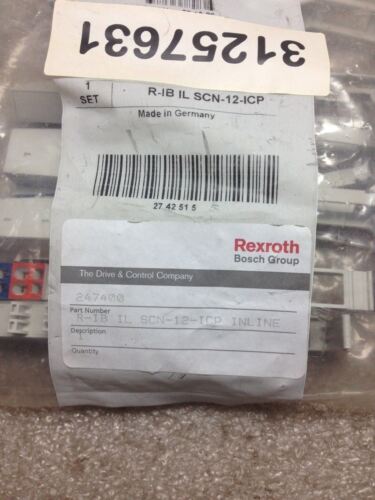 31257631
1
SET
R-IB IL SCN-12-ICP
Made in Germany
27 42 51 5
Rexroth
Bosch Group
The Drive & Control Company
247400
Part Number
R-IB IL SCN-12-ICP INLINE
Description
1
Quantity